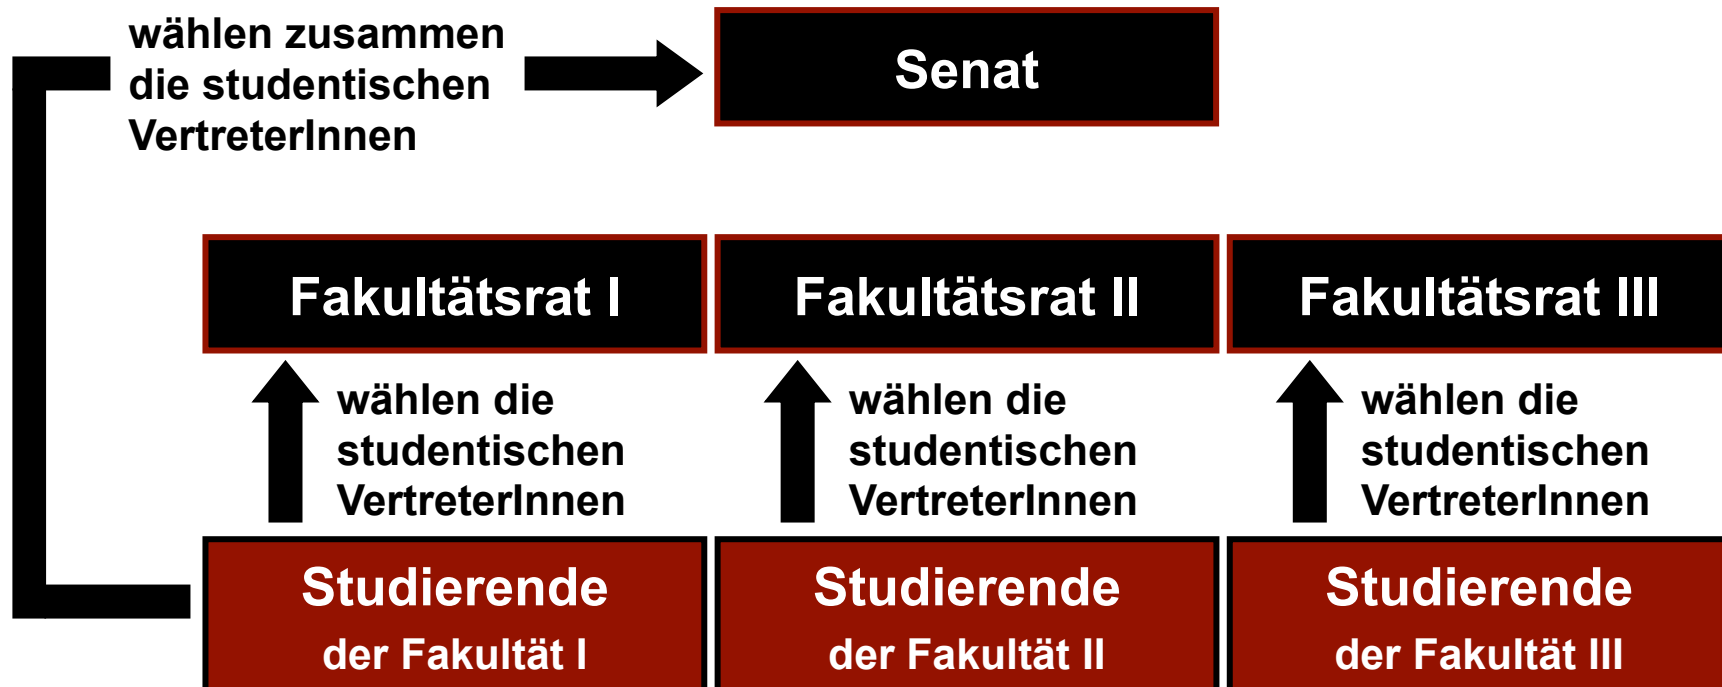 wählen zusammen
die studentischen
VertreterInnen
Senat
Fakultätsrat I
Fakultätsrat II
Fakultätsrat III
wählen die
studentischen
VertreterInnen
wählen die
studentischen
VertreterInnen
wählen die
studentischen
VertreterInnen
Studierende
der Fakultät I
Studierende
der Fakultät II
Studierende
der Fakultät III